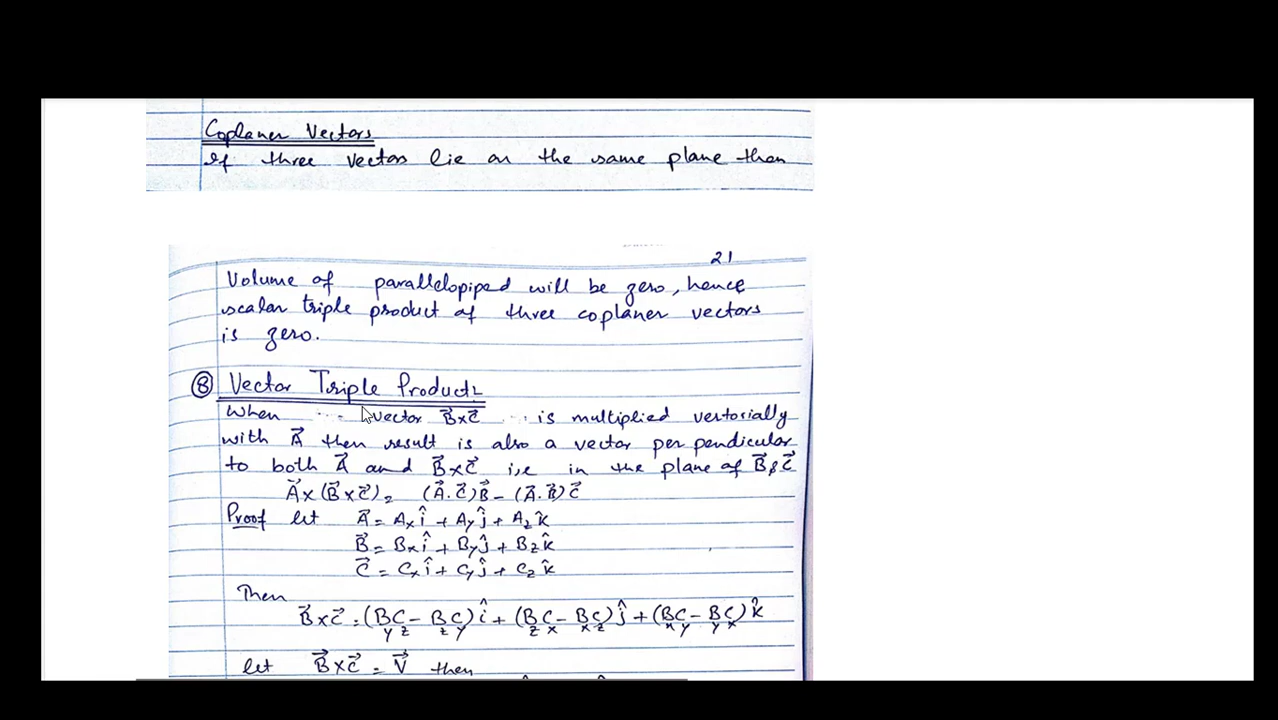 Coplaner Vectors
If three vectors lie on the same plane then
21
Volume of parallelopiped will be zero, hence
scalar triple product of three coplaner vectors
is zero.
⑧ Vector Triple Product:
When vector B⃗×C⃗ is multiplied vertorially
with A⃗ then result is also a vector perpendicular
to both A⃗ and B⃗×C⃗ i,e in the plane of B⃗ & C⃗
A⃗×(B⃗×C⃗) = (A⃗.C⃗)B⃗ - (A⃗.B⃗)C⃗
Proof let A⃗ = Axî + Ayĵ + Azk̂
B⃗ = Bxî + Byĵ + Bzk̂
C⃗ = Cxî + Cyĵ + Czk̂
Then
B⃗×C⃗ = (ByCz - BzCy)î + (BzCx - BxCz)ĵ + (BxCy - ByCx)k̂
let B⃗×C⃗ = V⃗ then